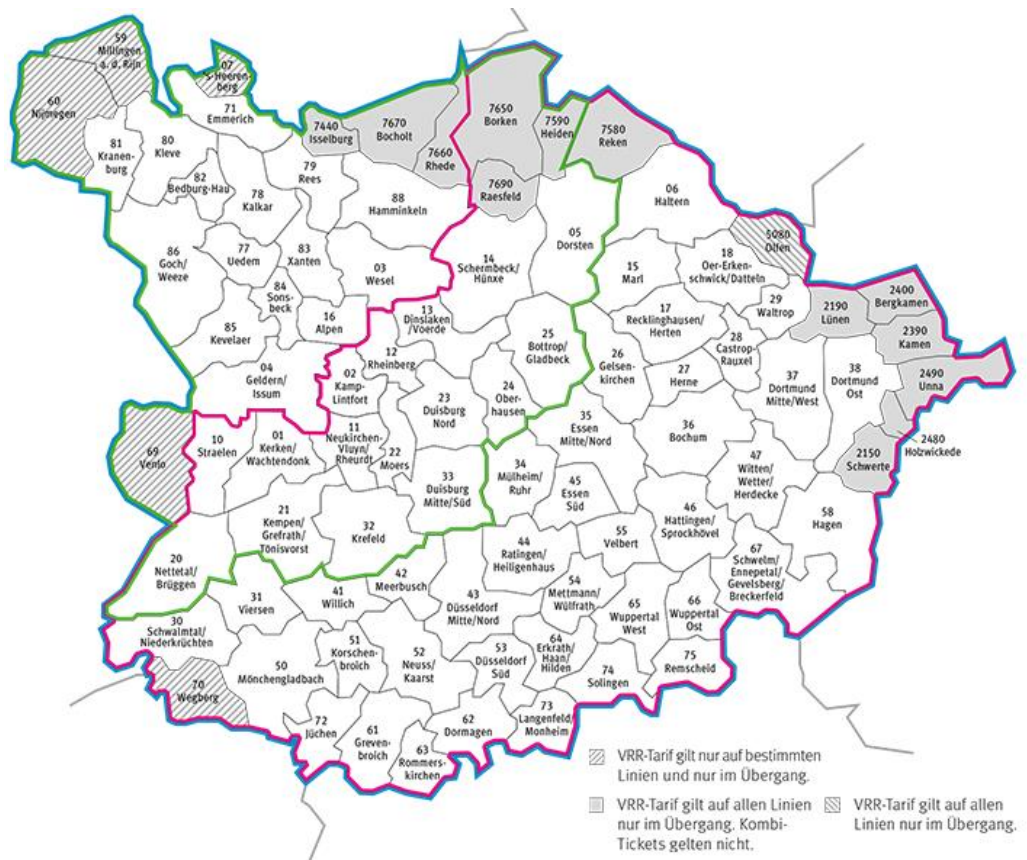 59
Millingen
a. d. Rijn
07
's-Heerenberg
60
Nijmegen
71
Emmerich
7440
Isselburg
7670
Bocholt
7660
Rhede
7650
Borken
7590
Heiden
7580
Reken
81
Kranen-
burg
80
Kleve
82
Bedburg-Hau
79
Rees
78
Kalkar
88
Hamminkeln
7690
Raesfeld
06
Haltern
5080
Olfen
86
Goch/
Weeze
77
Uedem
83
Xanten
03
Wesel
14
Schermbeck/
Hünxe
05
Dorsten
15
Marl
18
Oer-Erken-
schwick/Datteln
84
Sons-
beck
16
Alpen
13
Dinslaken
/Voerde
29
Waltrop
2190
Lünen
2400
Bergkamen
2390
Kamen
85
Kevelaer
04
Geldern/
Issum
02
Kamp-
Lintfort
12
Rheinberg
25
Bottrop/
Gladbeck
17
Recklinghausen/
Herten
28
Castrop-
Rauxel
26
Gelsen-
kirchen
27
Herne
37
Dortmund
Mitte/West
38
Dortmund
Ost
2490
Unna
24
Ober-
hausen
23
Duisburg
Nord
69
Venlo
10
Straelen
01
Kerken/
Wachtendonk
11
Neukirchen-
Vluyn/
Rheurdt
22
Moers
35
Essen
Mitte/Nord
36
Bochum
2480
Holzwickede
2150
Schwerte
33
Duisburg
Mitte/Süd
34
Mülheim/
Ruhr
45
Essen
Süd
47
Witten/
Wetter/
Herdecke
21
Kempen/
Grefrath/
Tönisvorst
32
Krefeld
46
Hattingen/
Sprockhövel
58
Hagen
44
Ratingen/
Heiligenhaus
55
Velbert
20
Nettetal/
Brüggen
31
Viersen
41
Willich
42
Meerbusch
43
Düsseldorf
Mitte/Nord
54
Mettmann/
Wülfrath
67
Schwelm/
Ennepetal/
Gevelsberg/
Breckerfeld
65
Wuppertal
West
66
Wuppertal
Ost
30
Schwalmtal/
Niederkrüchten
51
Korschen-
broich
52
Neuss/
Kaarst
53
Düsseldorf
Süd
64
Erkrath/
Haan/
Hilden
50
Mönchengladbach
74
Solingen
75
Remscheid
70
Wegberg
72
Jüchen
61
Greven-
broich
62
Dormagen
73
Langenfeld/
Monheim
63
Rommers-
kirchen
VRR-Tarif gilt nur auf bestimmten
Linien und nur im Übergang.
VRR-Tarif gilt auf allen Linien
nur im Übergang. Kombi-
Tickets gelten nicht.
VRR-Tarif gilt auf allen
Linien nur im Übergang.